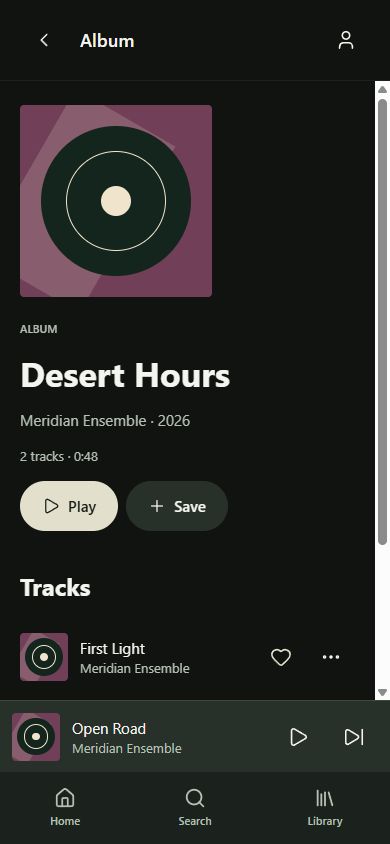 Album
ALBUM
Desert Hours
Meridian Ensemble · 2026
2 tracks · 0:48
Play
Save
Tracks
First Light
Meridian Ensemble
Open Road
Meridian Ensemble
Home
Search
Library